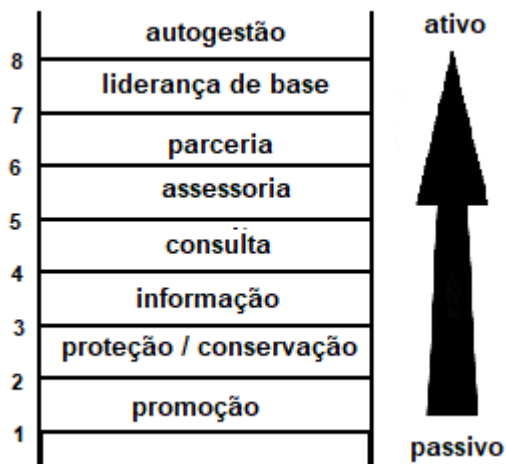 autogestão
ativo
8
liderança de base
7
parceria
6
assessoria
5
consulta
4
informação
3
proteção / conservação
2
promoção
1
passivo